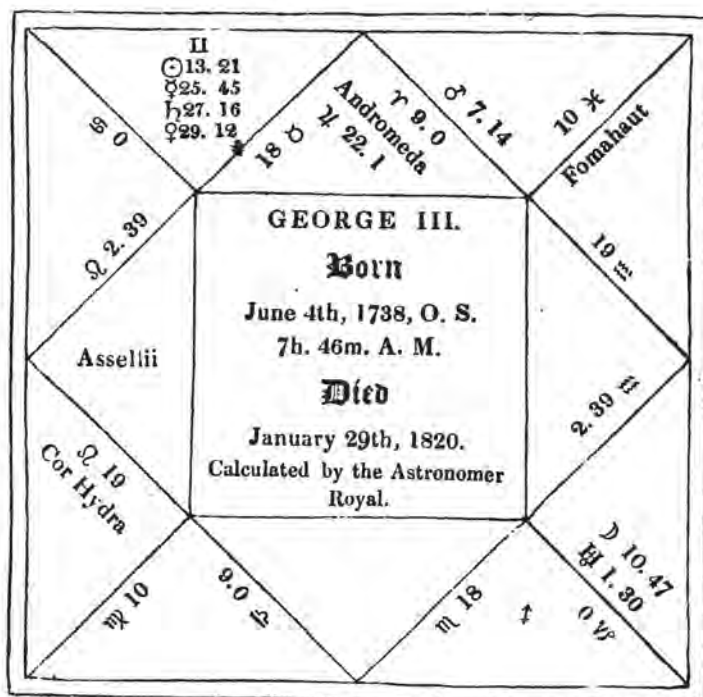 II
☉13. 21
☿25. 45
♄27. 16
♀29. 12
♋ 0
18 ♉
♃ 22. 1
Andromeda
♈ 9. 0
♂ 7. 14
10 ♓
Fomahaut
♌ 2. 39
19 ♒
GEORGE III.
Born
June 4th, 1738, O. S.
7h. 46m. A. M.
Died
January 29th, 1820.
Calculated by the Astronomer
Royal.
Assellii
2. 39 ♒
♌ 19
Cor Hydra
☽ 10. 47
♅ 1. 30
0 ♑
♍ 10
9.0 ♎
♏ 18
♐